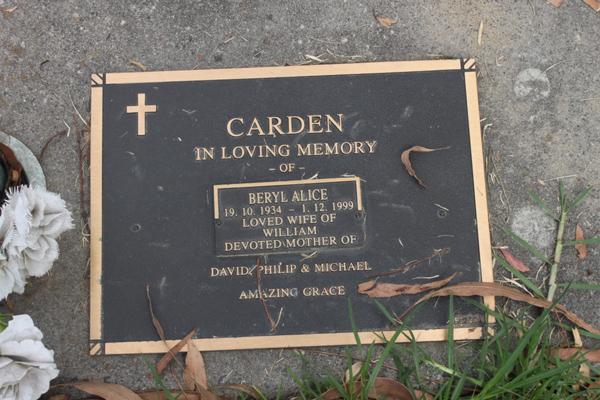 CARDEN
IN LOVING MEMORY
- OF -
BERYL ALICE
19. 10. 1934 - 1. 12. 1999
LOVED WIFE OF
WILLIAM
DEVOTED MOTHER OF
DAVID, PHILIP & MICHAEL
AMAZING GRACE